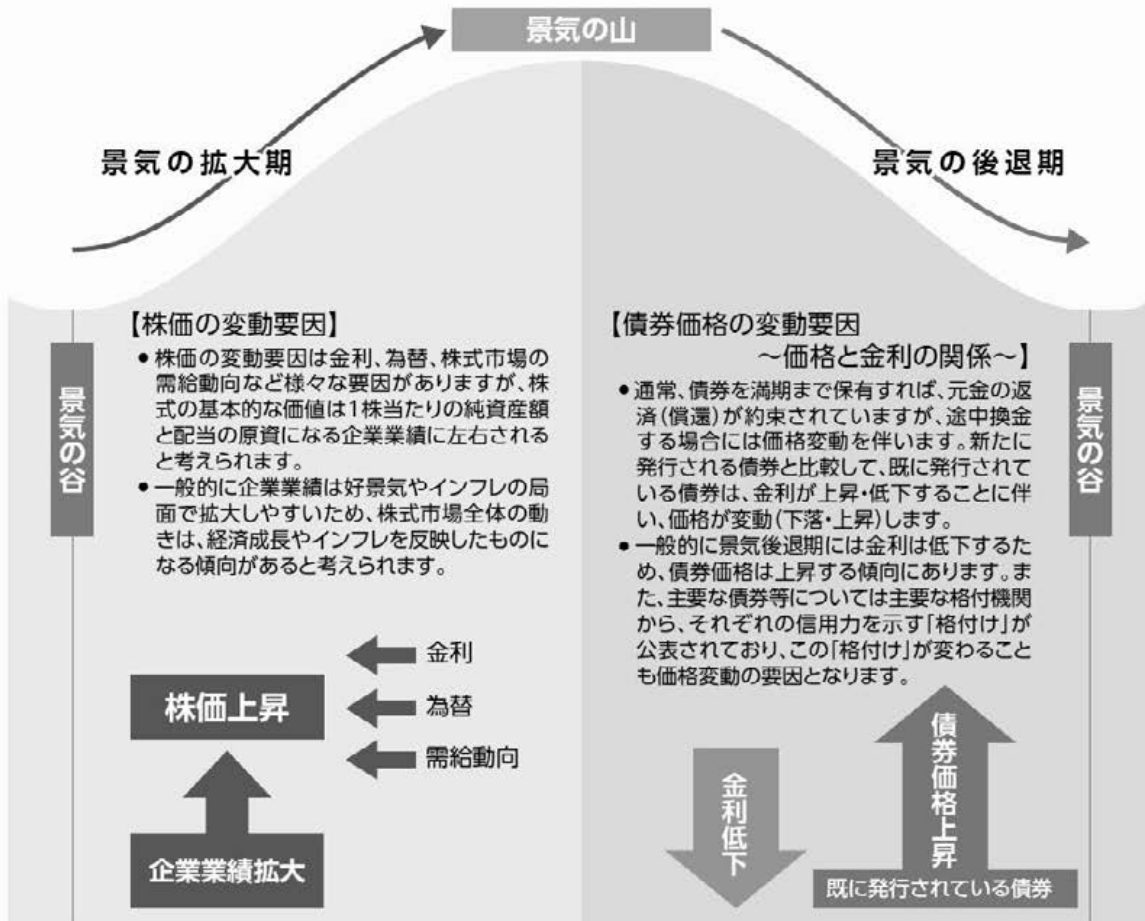 景気の山
景気の拡大期
景気の後退期
景気の谷
【株価の変動要因】
●株価の変動要因は金利、為替、株式市場の
需給動向など様々な要因がありますが、株
式の基本的な価値は1株当たりの純資産額
と配当の原資になる企業業績に左右される
と考えられます。
●一般的に企業業績は好景気やインフレの局
面で拡大しやすいため、株式市場全体の動
きは、経済成長やインフレを反映したものに
なる傾向があると考えられます。
金利
株価上昇
為替
需給動向
企業業績拡大
【債券価格の変動要因
～価格と金利の関係～】
●通常、債券を満期まで保有すれば、元金の返
済(償還)が約束されていますが、途中換金
する場合には価格変動を伴います。新たに
発行される債券と比較して、既に発行されて
いる債券は、金利が上昇・低下することに伴
い、価格が変動(下落・上昇)します。
●一般的に景気後退期には金利は低下するた
め、債券価格は上昇する傾向にあります。ま
た、主要な債券等については主要な格付機関
から、それぞれの信用力を示す「格付け」が
公表されており、この「格付け」が変わること
も価格変動の要因となります。
金利低下
債券価格上昇
既に発行されている債券
景気の谷